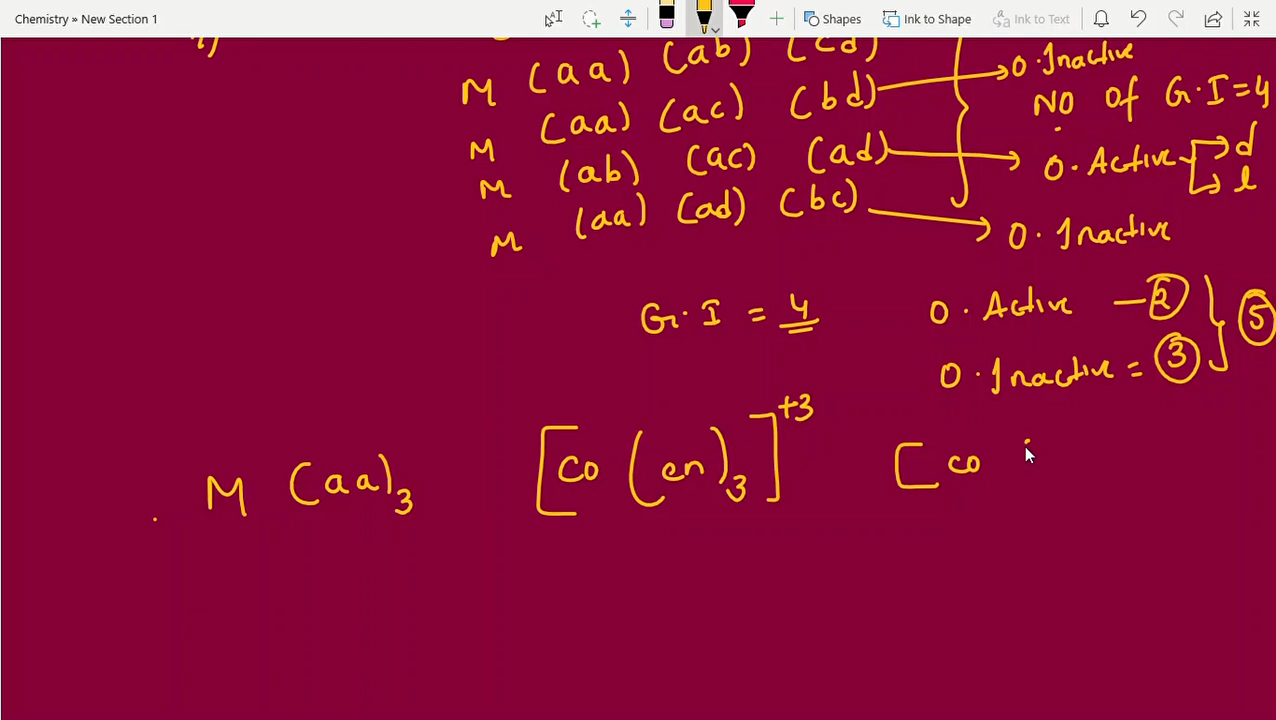 Chemistry » New Section 1
Shapes
Ink to Shape
Ink to Text
M (aa) (ab) (cd)
O. Inactive
M (aa) (ac) (bd)
NO Of G.I=4
M (ab) (ac) (ad)
O. Active
d
l
M (aa) (ad) (bc)
O. Inactive
G.I = 4
O. Active — 2
O. Inactive = 3
5
M (aa)3
[Co (en)3]+3
[Co